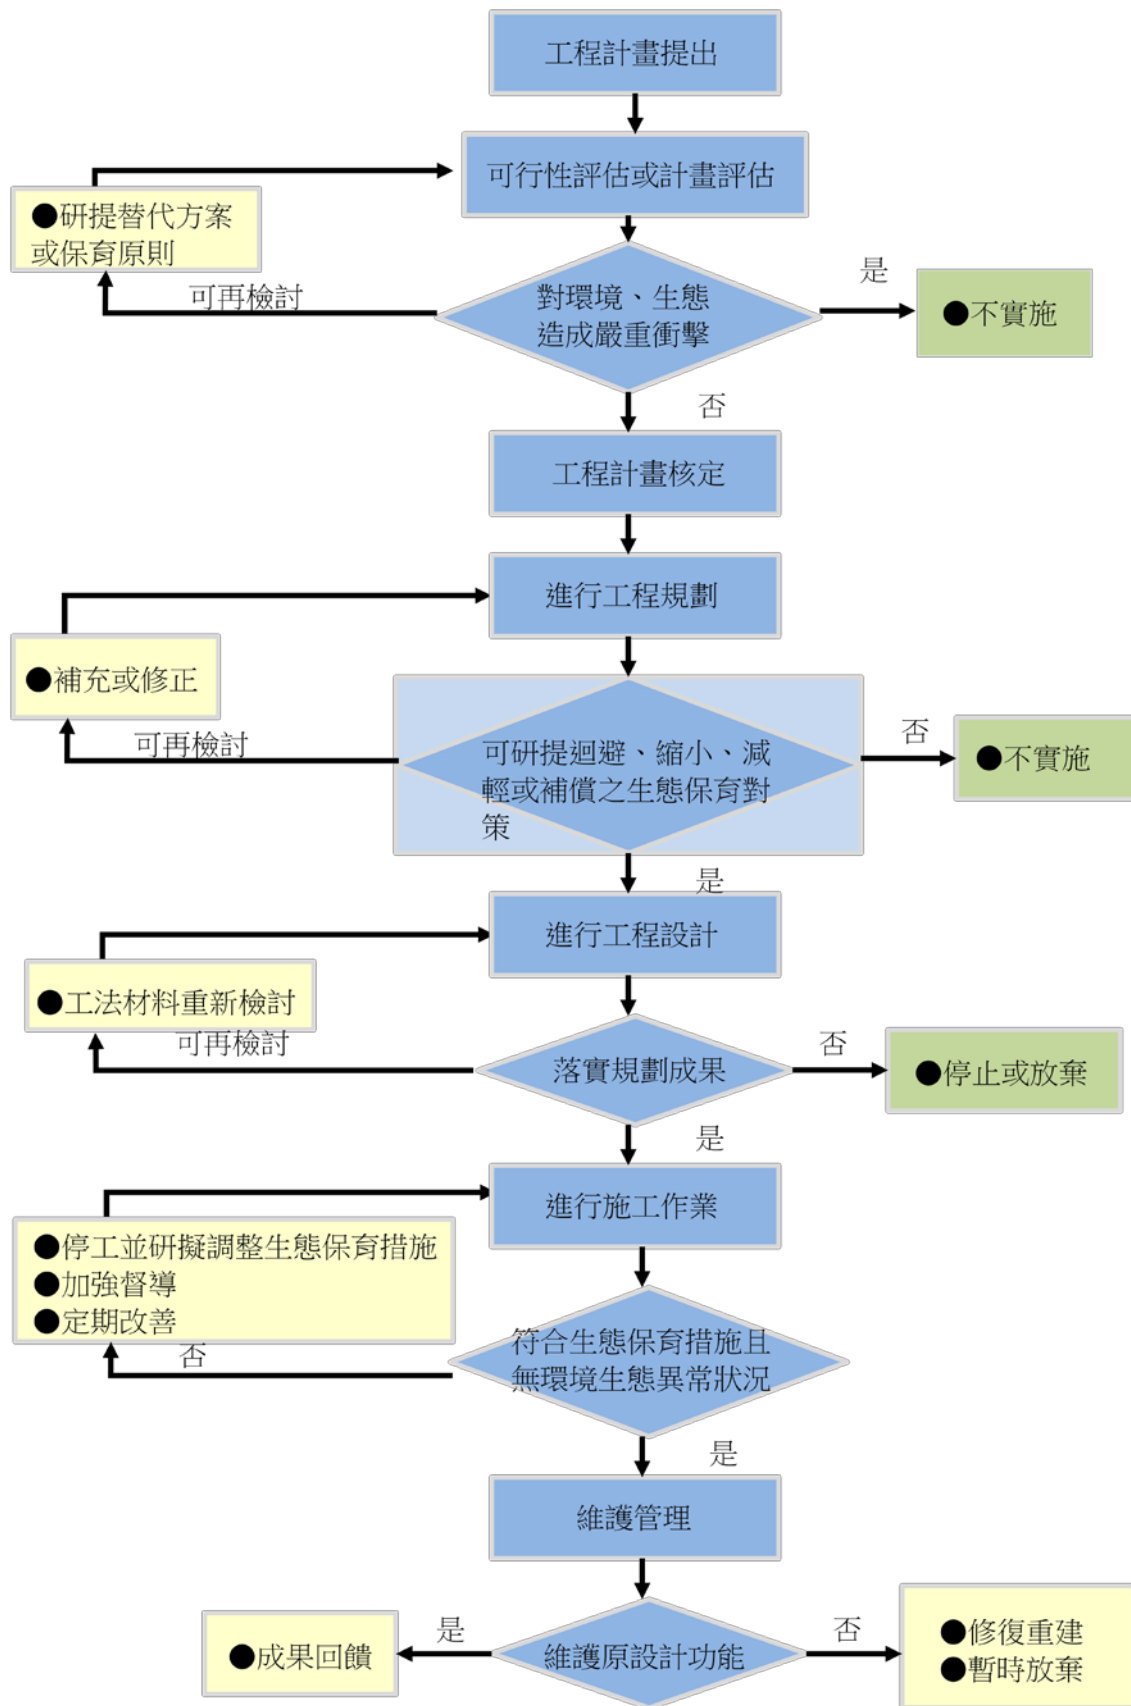 工程計畫提出
可行性評估或計畫評估
●研提替代方案
或保育原則
可再檢討
對環境、生態
造成嚴重衝擊
是
●不實施
否
工程計畫核定
進行工程規劃
●補充或修正
可再檢討
可研提迴避、縮小、減
輕或補償之生態保育對
策
否
●不實施
是
進行工程設計
●工法材料重新檢討
可再檢討
落實規劃成果
否
●停止或放棄
是
進行施工作業
●停工並研擬調整生態保育措施
●加強督導
●定期改善
否
符合生態保育措施且
無環境生態異常狀況
是
維護管理
●成果回饋
是
維護原設計功能
否
●修復重建
●暫時放棄